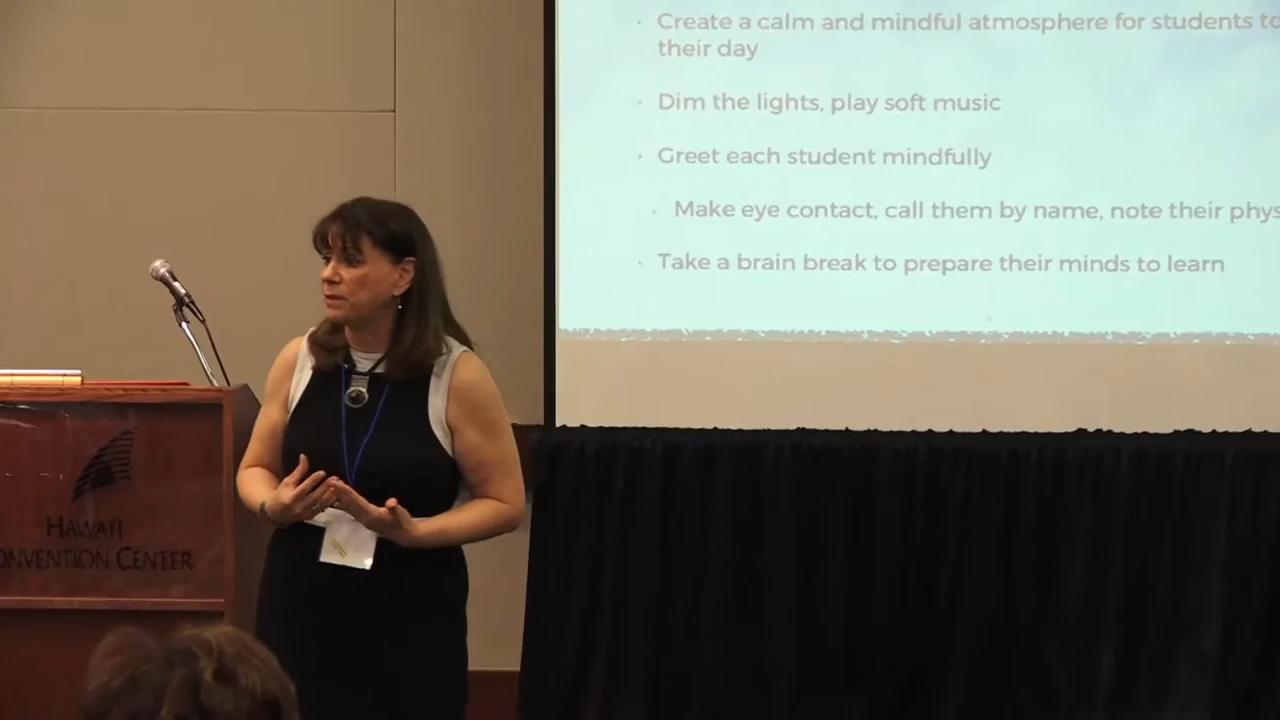 Create a calm and mindful atmosphere for students to
their day
Dim the lights, play soft music
Greet each student mindfully
Make eye contact, call them by name, note their phys
Take a brain break to prepare their minds to learn
HAWAI'I
ONVENTION CENTER